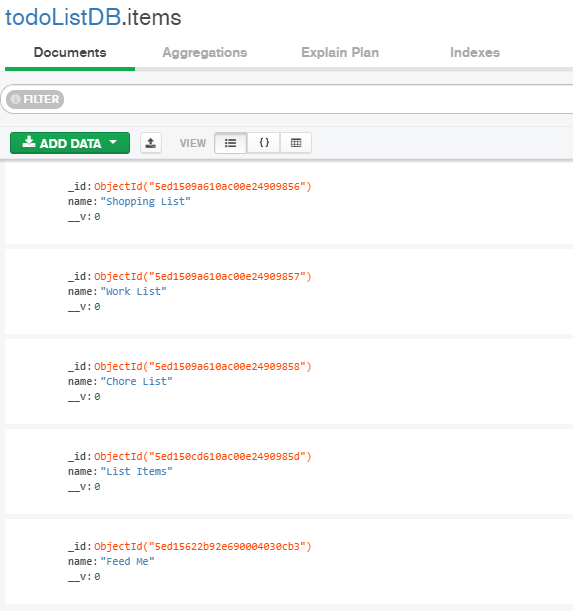 todoListDB.items
Documents Aggregations Explain Plan Indexes
FILTER
ADD DATA VIEW { }
_id: ObjectId("5ed1509a610ac00e24909856")
name: "Shopping List"
__v: 0
_id: ObjectId("5ed1509a610ac00e24909857")
name: "Work List"
__v: 0
_id: ObjectId("5ed1509a610ac00e24909858")
name: "Chore List"
__v: 0
_id: ObjectId("5ed150cd610ac00e2490985d")
name: "List Items"
__v: 0
_id: ObjectId("5ed15622b92e690004030cb3")
name: "Feed Me"
__v: 0